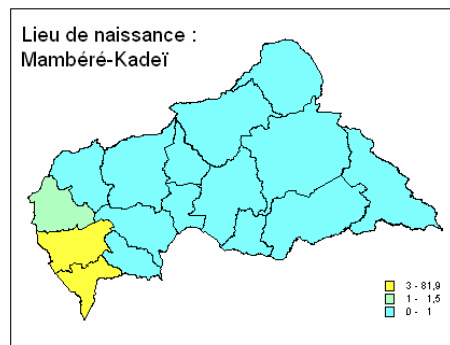 Lieu de naissance :
Mambéré-Kadeï
3 - 81,9
1 - 1,5
0 - 1